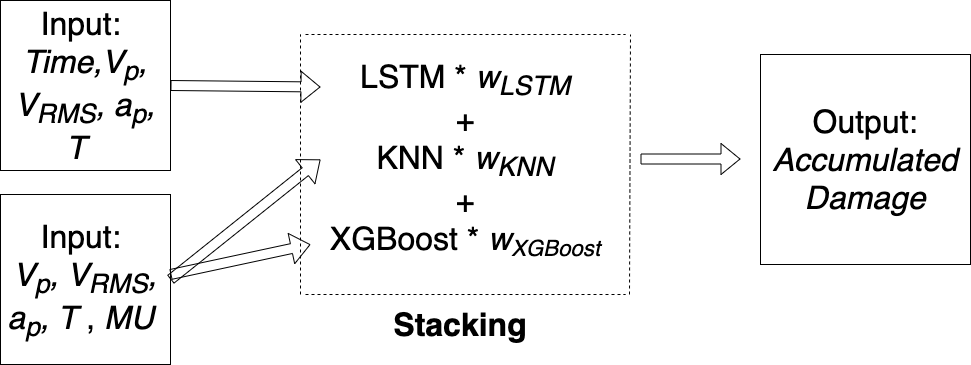 Input:
Time,Vp,
VRMS, ap,
T
Input:
Vp, VRMS,
ap, T , MU
LSTM * wLSTM
+
KNN * wKNN
+
XGBoost * wXGBoost
Stacking
Output:
Accumulated
Damage